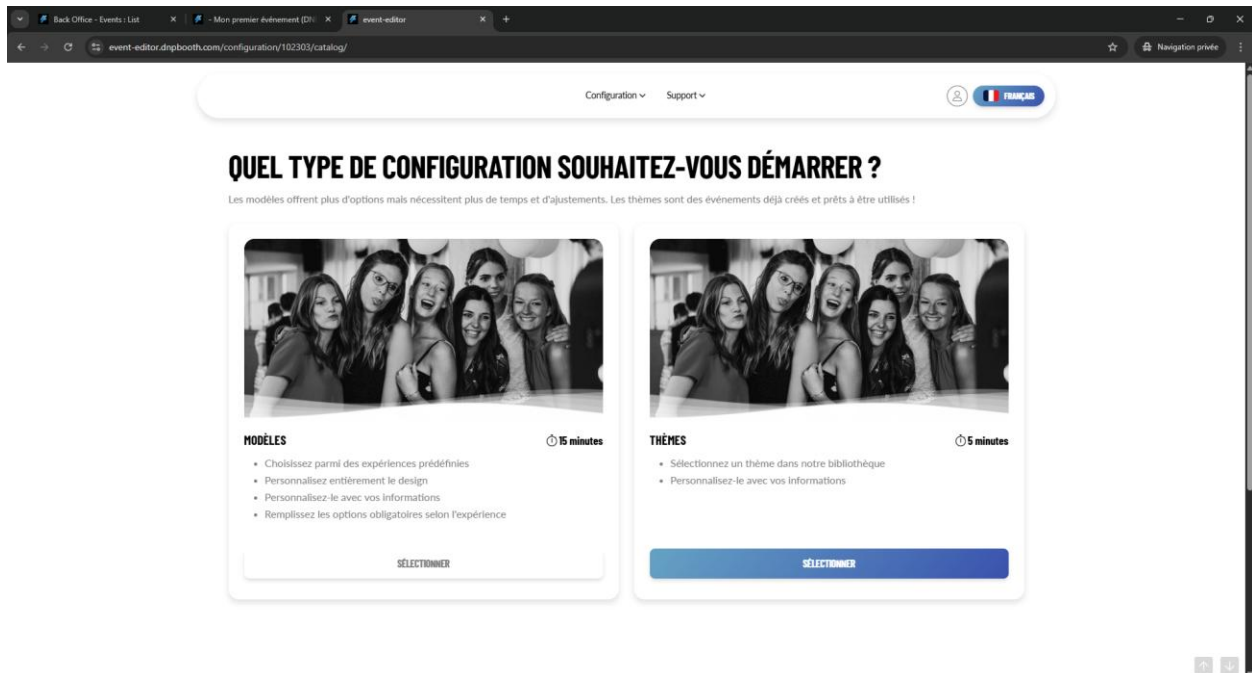 Back Office - Events : List
- Mon premier événement (DN
event-editor
event-editor.dnpbooth.com/configuration/102303/catalog/
Navigation privée
Configuration
Support
FRANÇAIS
QUEL TYPE DE CONFIGURATION SOUHAITEZ-VOUS DÉMARRER ?
Les modèles offrent plus d'options mais nécessitent plus de temps et d'ajustements. Les thèmes sont des événements déjà créés et prêts à être utilisés !
MODÈLES
15 minutes
• Choisissez parmi des expériences prédéfinies
• Personnalisez entièrement le design
• Personnalisez-le avec vos informations
• Remplissez les options obligatoires selon l'expérience
SÉLECTIONNER
THÈMES
5 minutes
• Sélectionnez un thème dans notre bibliothèque
• Personnalisez-le avec vos informations
SÉLECTIONNER